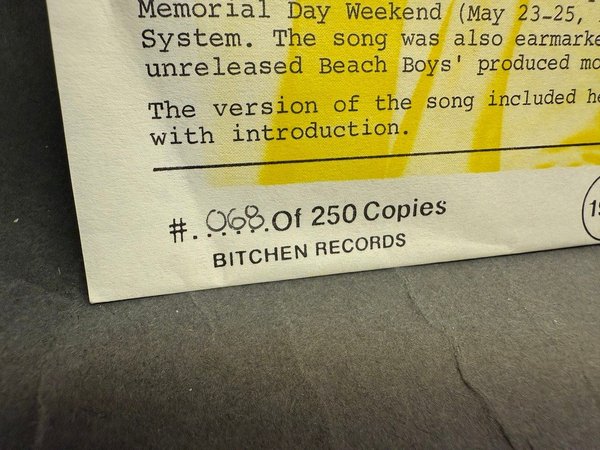 Memorial Day Weekend (May 23-25,
System. The song was also earmarke
unreleased Beach Boys' produced mo
The version of the song included he
with introduction.
#. 068 .Of 250 Copies
BITCHEN RECORDS
19